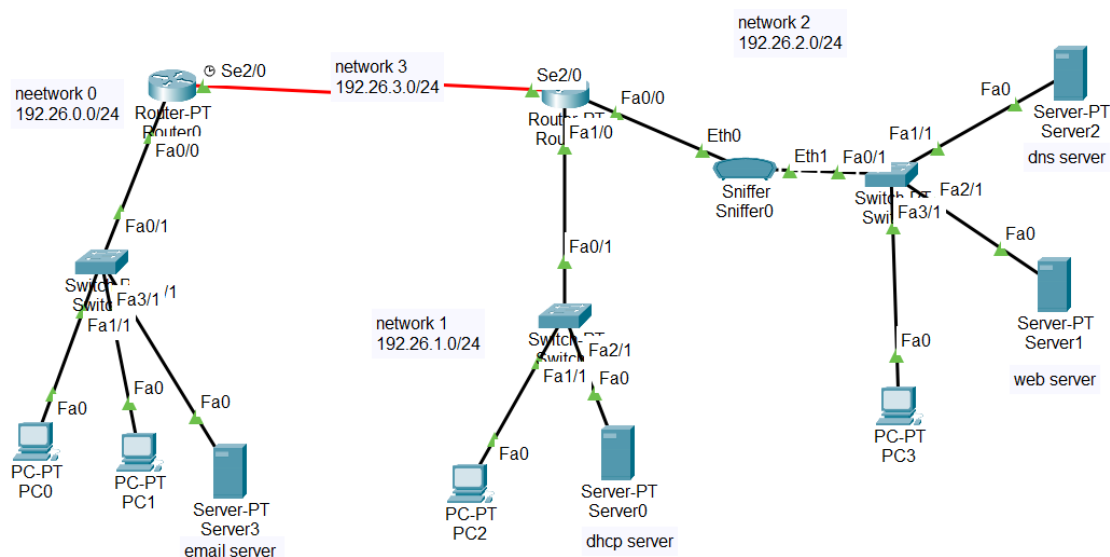 network 2
192.26.2.0/24
neetwork 0
192.26.0.0/24
Se2/0
Router-PT
Router0
Fa0/0
network 3
192.26.3.0/24
Se2/0
Fa0/0
Fa1/0
Eth0
Sniffer
Sniffer0
Eth1
Fa0/1
Fa1/1
Fa0
Server-PT
Server2
dns server
Fa2/1
Fa3/1
Fa0
Server-PT
Server1
web server
Fa0
PC-PT
PC3
Fa0/1
Fa3/1
/1
Fa1/1
Fa0
Fa0
Fa0
PC-PT
PC0
PC-PT
PC1
Server-PT
Server3
email server
network 1
192.26.1.0/24
Fa0/1
Switch-PT
Switch
Fa2/1
Fa1/1
Fa0
Fa0
PC-PT
PC2
Server-PT
Server0
dhcp server